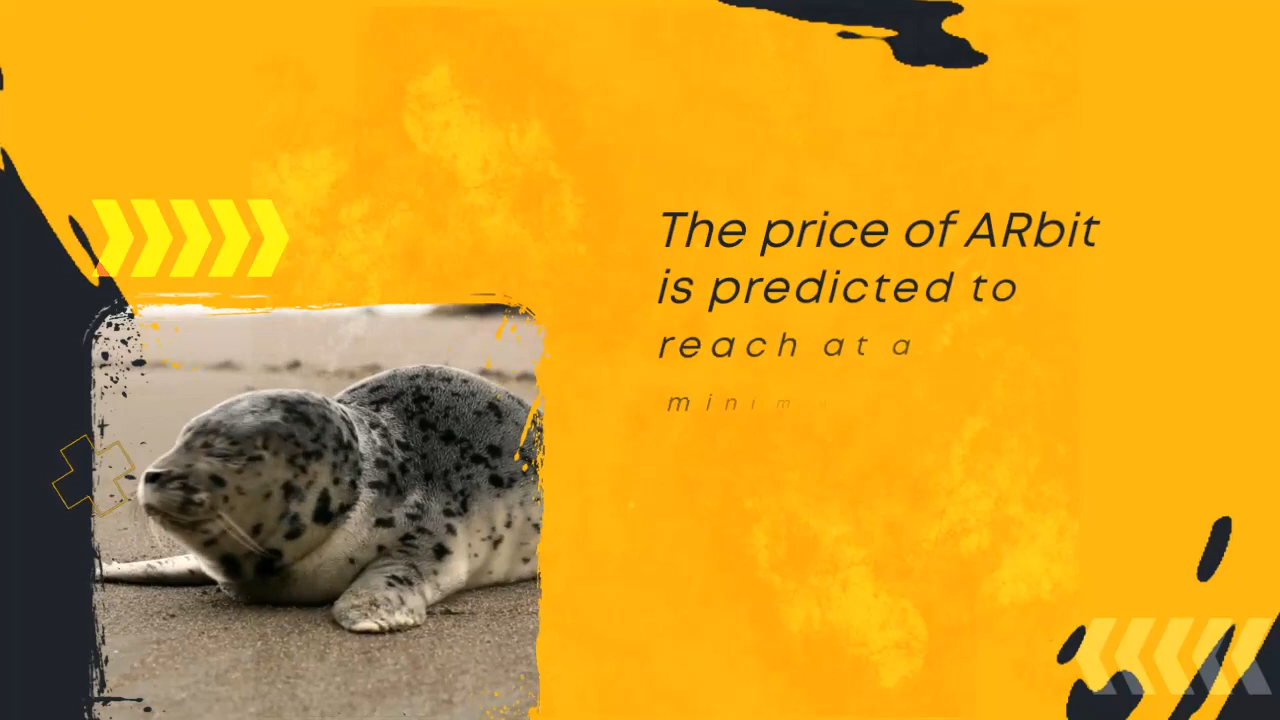 The price of ARbit
is predicted to
reach at a